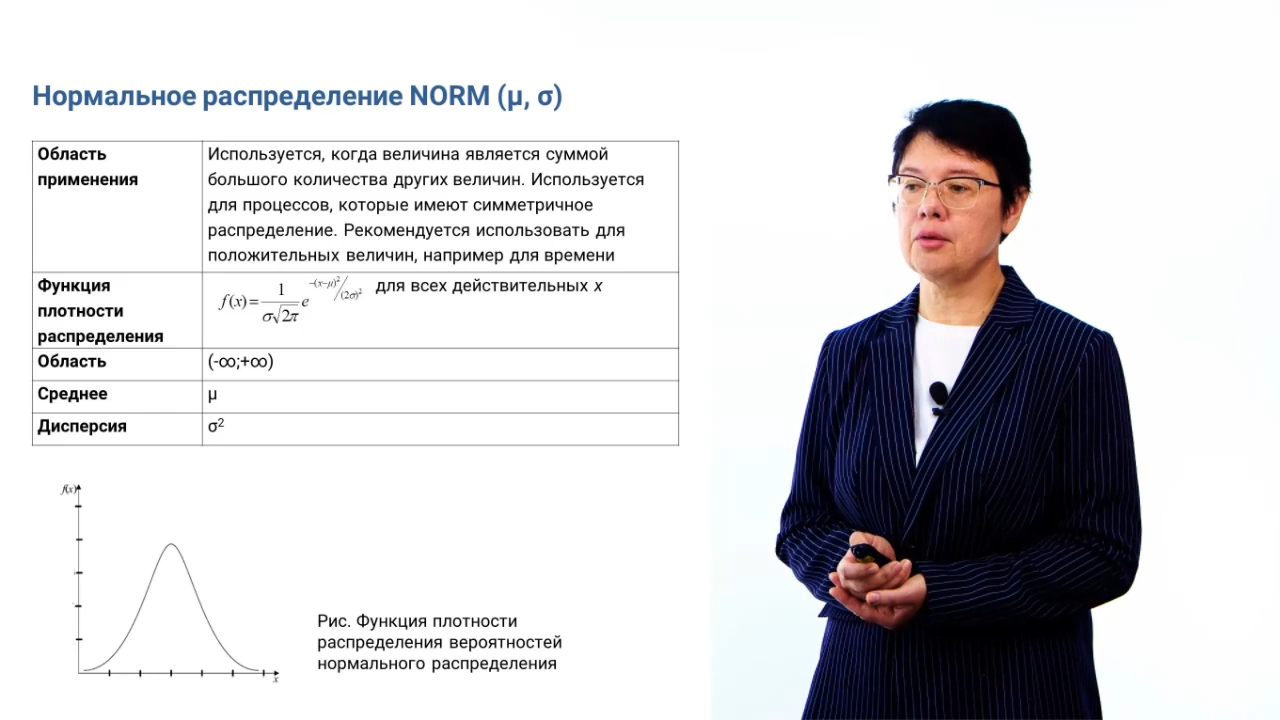 Нормальное распределение NORM (μ, σ)
Область
применения
Используется, когда величина является суммой
большого количества других величин. Используется
для процессов, которые имеют симметричное
распределение. Рекомендуется использовать для
положительных величин, например для времени
Функция
плотности
распределения
f(x)=1/(σ√2π) e^(−(x−μ)²/(2σ)²) для всех действительных x
Область
(-∞;+∞)
Среднее
μ
Дисперсия
σ²
f(x)
x
Рис. Функция плотности
распределения вероятностей
нормального распределения